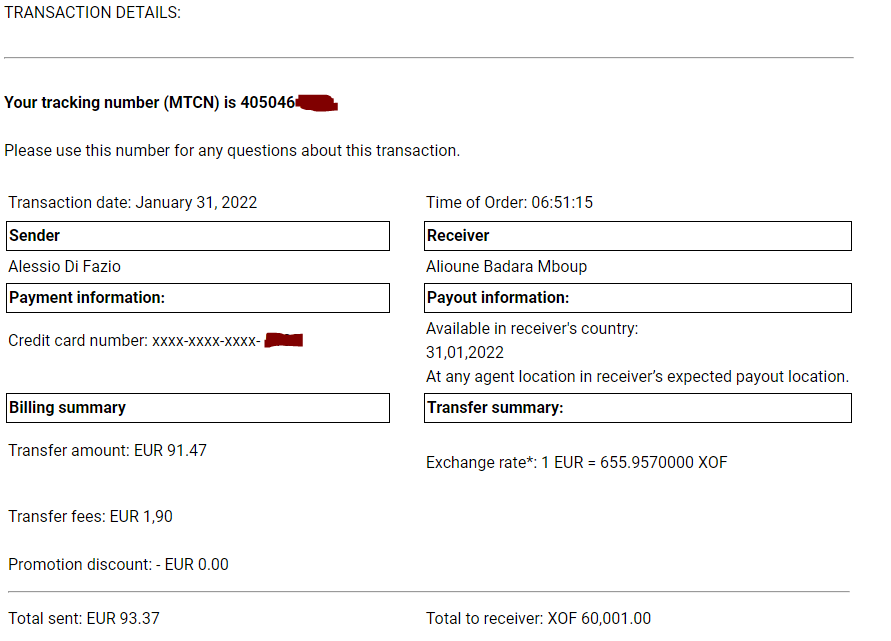 TRANSACTION DETAILS:
Your tracking number (MTCN) is 405046
Please use this number for any questions about this transaction.
Transaction date: January 31, 2022
Time of Order: 06:51:15
Sender
Receiver
Alessio Di Fazio
Alioune Badara Mboup
Payment information:
Payout information:
Credit card number: xxxx-xxxx-xxxx-
Available in receiver's country:
31,01,2022
At any agent location in receiver’s expected payout location.
Billing summary
Transfer summary:
Transfer amount: EUR 91.47
Exchange rate*: 1 EUR = 655.9570000 XOF
Transfer fees: EUR 1,90
Promotion discount: - EUR 0.00
Total sent: EUR 93.37
Total to receiver: XOF 60,001.00